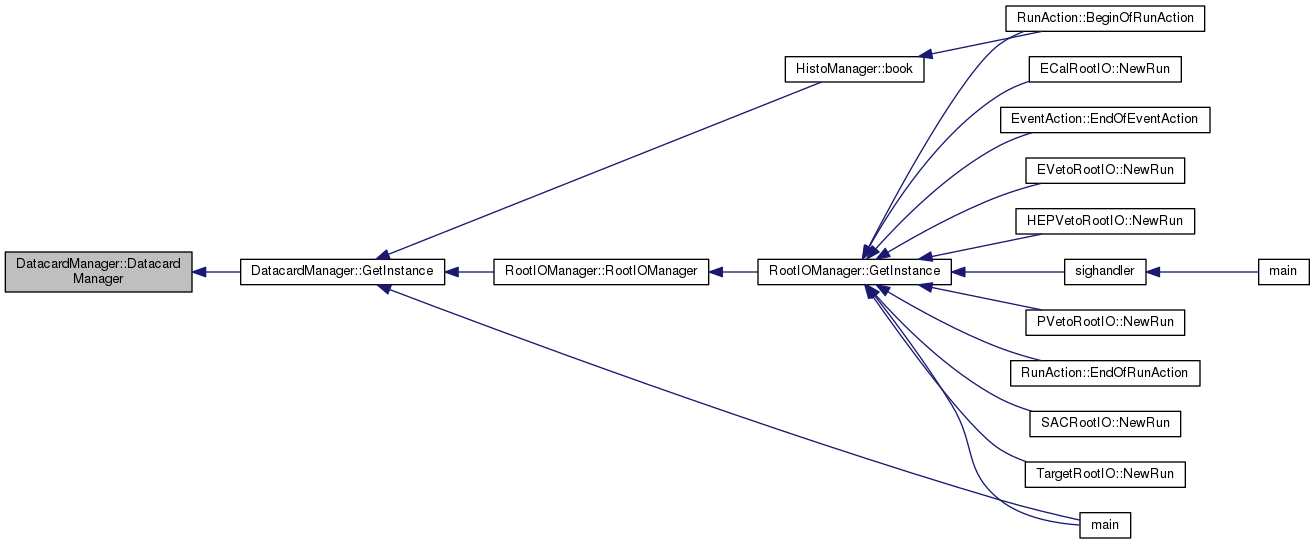 RunAction::BeginOfRunAction
HistoManager::book
ECalRootIO::NewRun
EventAction::EndOfEventAction
EVetoRootIO::NewRun
HEPVetoRootIO::NewRun
DatacardManager::Datacard
Manager
DatacardManager::GetInstance
RootIOManager::RootIOManager
RootIOManager::GetInstance
sighandler
main
PVetoRootIO::NewRun
RunAction::EndOfRunAction
SACRootIO::NewRun
TargetRootIO::NewRun
main